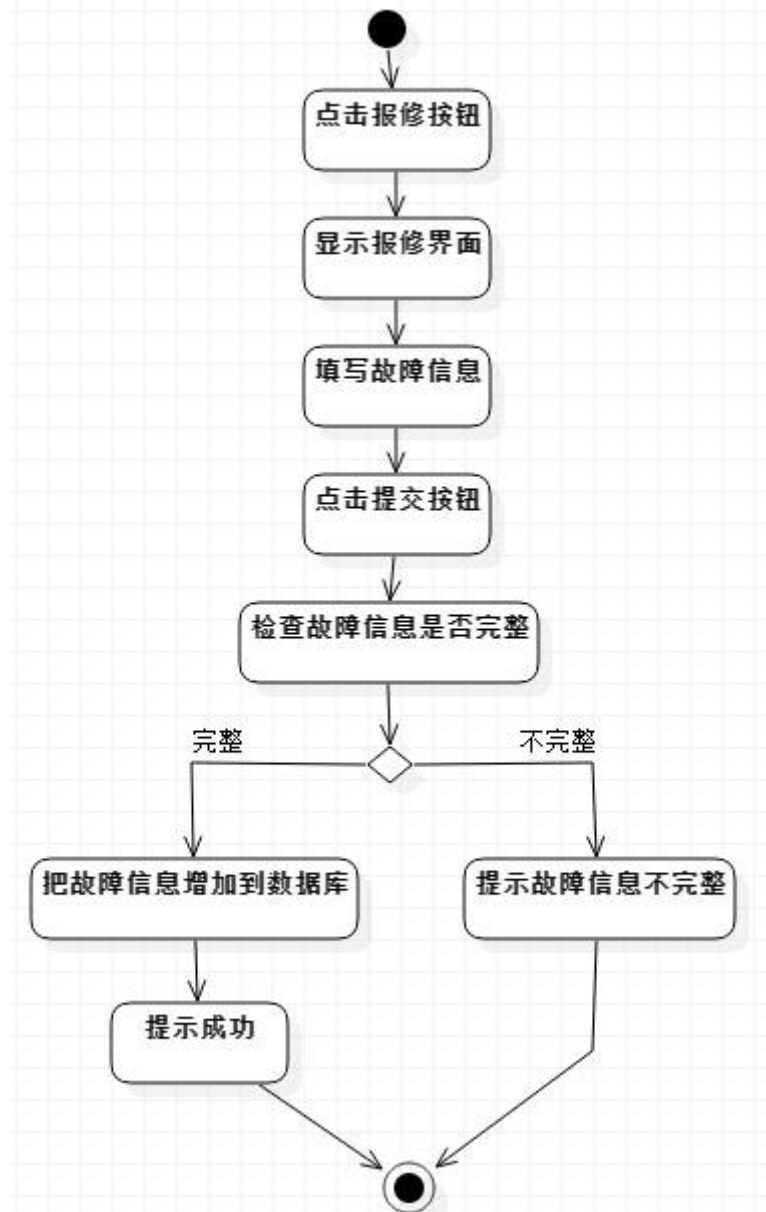 点击报修按钮
显示报修界面
填写故障信息
点击提交按钮
检查故障信息是否完整
完整
不完整
把故障信息增加到数据库
提示故障信息不完整
提示成功